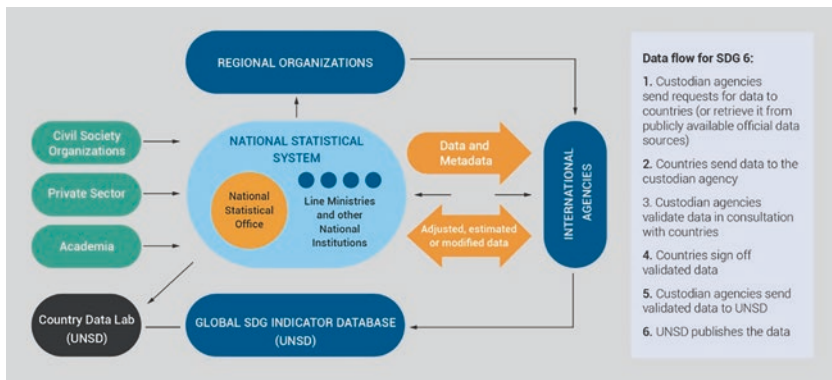 REGIONAL ORGANIZATIONS
Civil Society
Organizations
Private Sector
Academia
NATIONAL STATISTICAL
SYSTEM
National
Statistical
Office
Line Ministries
and other
National
Institutions
Data and
Metadata
Adjusted, estimated
or modified data
INTERNATIONAL
AGENCIES
Country Data Lab
(UNSD)
GLOBAL SDG INDICATOR DATABASE
(UNSD)
Data flow for SDG 6:
1. Custodian agencies
send requests for data to
countries (or retrieve it from
publicly available official data
sources)
2. Countries send data to the
custodian agency
3. Custodian agencies
validate data in consultation
with countries
4. Countries sign off
validated data
5. Custodian agencies send
validated data to UNSD
6. UNSD publishes the data